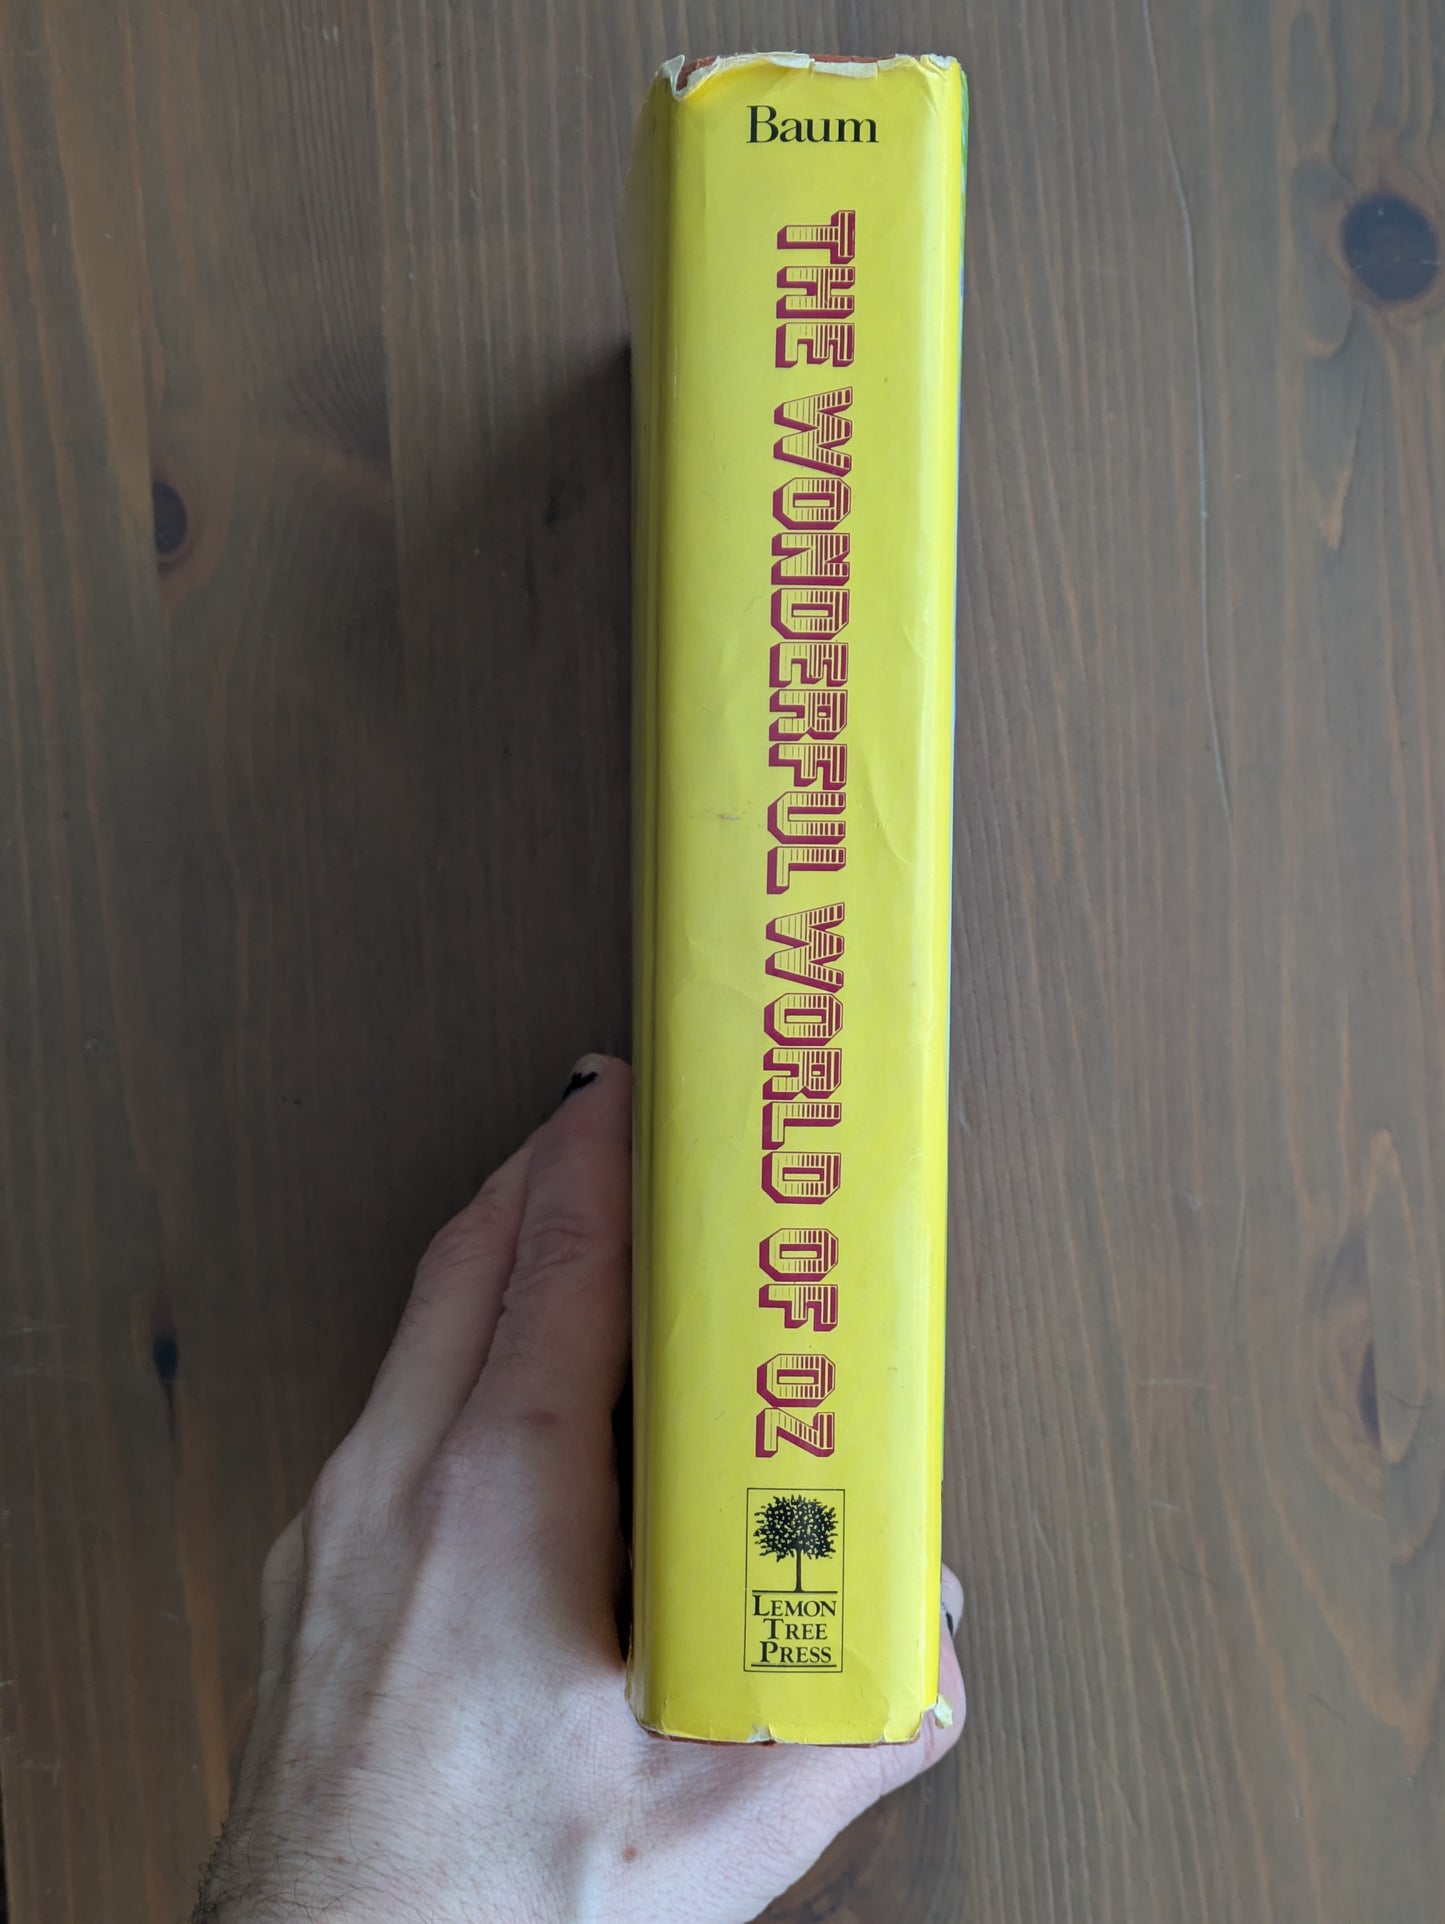 Baum
THE WONDERFUL WORLD OF OZ
LEMON
TREE
PRESS